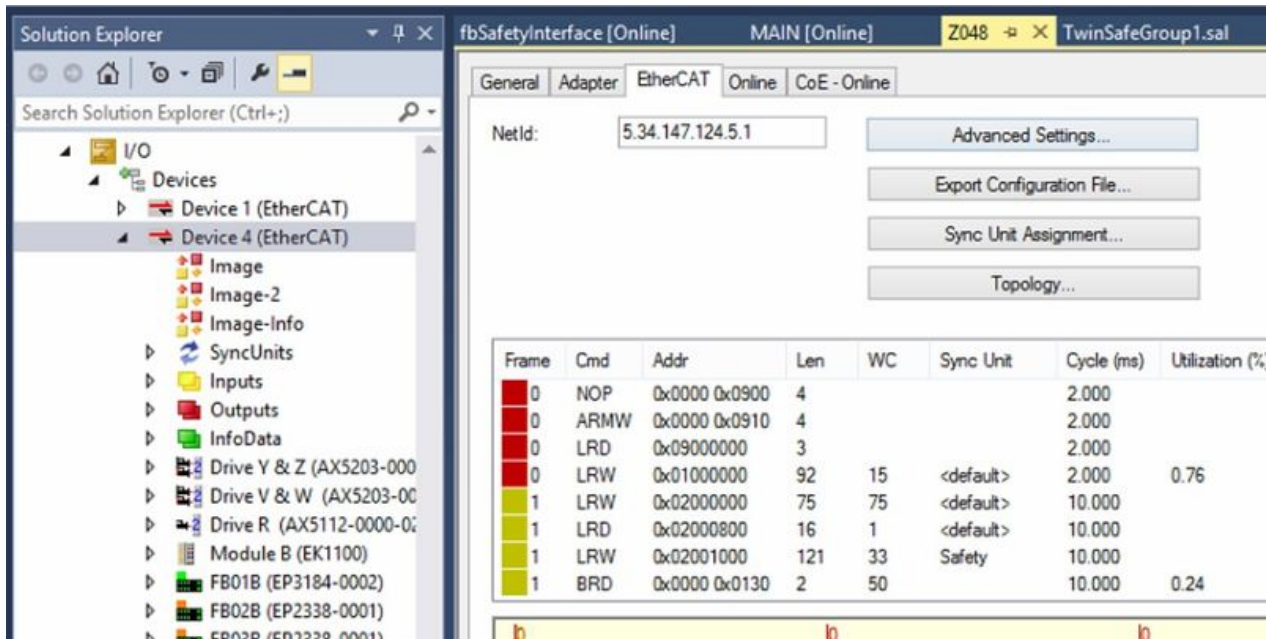 Solution Explorer
Search Solution Explorer (Ctrl+;)
I/O
Devices
Device 1 (EtherCAT)
Device 4 (EtherCAT)
Image
Image-2
Image-Info
SyncUnits
Inputs
Outputs
InfoData
Drive Y & Z (AX5203-000
Drive V & W (AX5203-00
Drive R (AX5112-0000-02
Module B (EK1100)
FB01B (EP3184-0002)
FB02B (EP2338-0001)
FB03B (EP2338-0001)
fbSafetyInterface [Online] MAIN [Online] Z048 TwinSafeGroup1.sal
General Adapter EtherCAT Online CoE - Online
NetId: 5.34.147.124.5.1
Advanced Settings...
Export Configuration File...
Sync Unit Assignment...
Topology...
Frame Cmd Addr Len WC Sync Unit Cycle (ms) Utilization (%)
0 NOP 0x0000 0x0900 4 2.000
0 ARMW 0x0000 0x0910 4 2.000
0 LRD 0x09000000 3 2.000
0 LRW 0x01000000 92 15 <default> 2.000 0.76
1 LRW 0x02000000 75 75 <default> 10.000
1 LRD 0x02000800 16 1 <default> 10.000
1 LRW 0x02001000 121 33 Safety 10.000
1 BRD 0x0000 0x0130 2 50 10.000 0.24